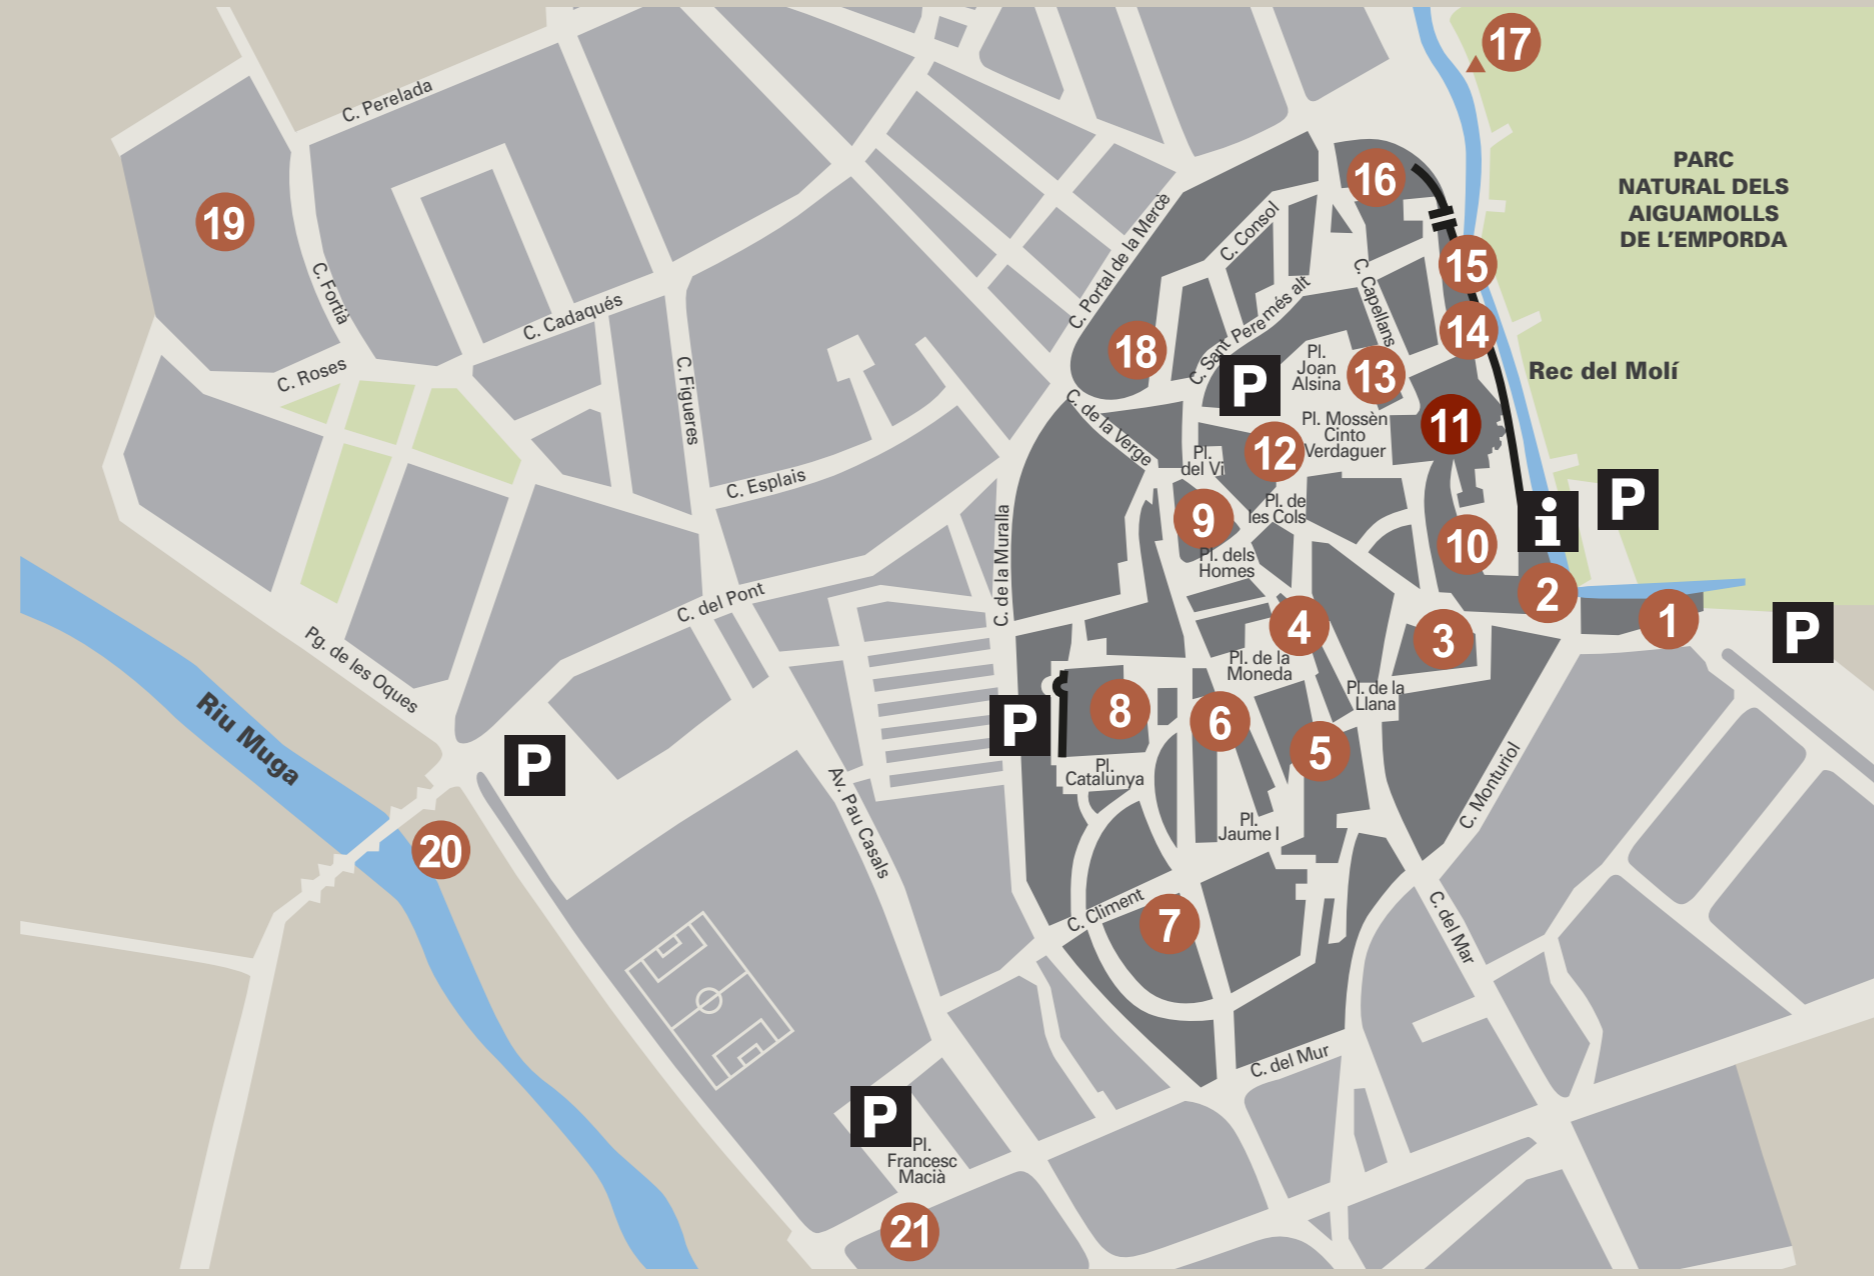 17
C. Perelada
PARC
NATURAL DELS
AIGUAMOLLS
DE L'EMPORDA
16
19
C. Portal de la Mercè
C. Consol
15
C. Fortià
C. Capellans
C. Cadaqués
C. Sant Pere més alt
14
18
Pl.
Joan
Alsina
13
Rec del Molí
C. Roses
P
C. Figueres
C. de la Verge
Pl. Mossèn
Cinto
Verdaguer
11
12
Pl.
del Vi
C. Esplais
P
Pl. de
les Cols
9
i
C. de la Muralla
10
Pl. dels
Homes
2
C. del Pont
1
4
3
P
Pg. de les Oques
Pl. de la
Moneda
Pl. de la
Llana
8
6
P
5
Riu Muga
P
Pl.
Catalunya
C. Monturiol
Av. Pau Casals
Pl.
Jaume I
20
C. Climent
7
C. del Mar
C. del Mur
P
Pl.
Francesc
Macià
21